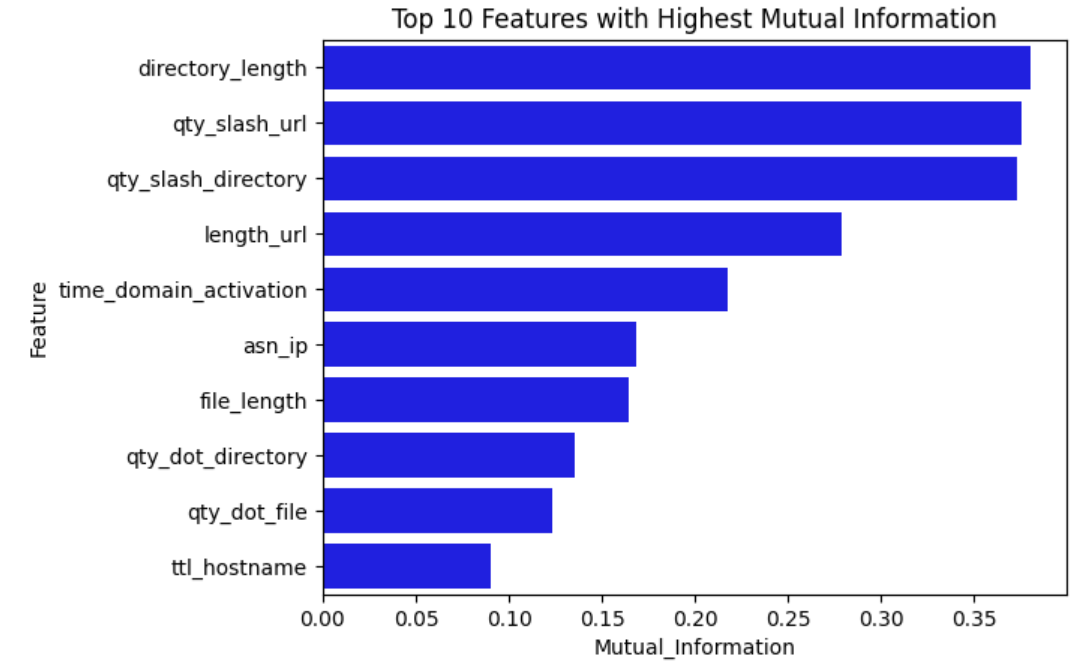 Top 10 Features with Highest Mutual Information
Feature
directory_length
qty_slash_url
qty_slash_directory
length_url
time_domain_activation
asn_ip
file_length
qty_dot_directory
qty_dot_file
ttl_hostname
0.00 0.05 0.10 0.15 0.20 0.25 0.30 0.35
Mutual_Information